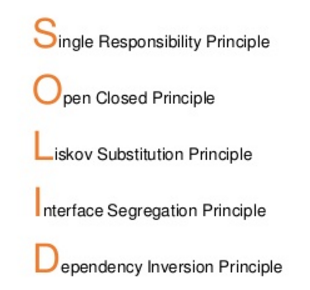 Single Responsibility Principle
Open Closed Principle
Liskov Substitution Principle
Interface Segregation Principle
Dependency Inversion Principle